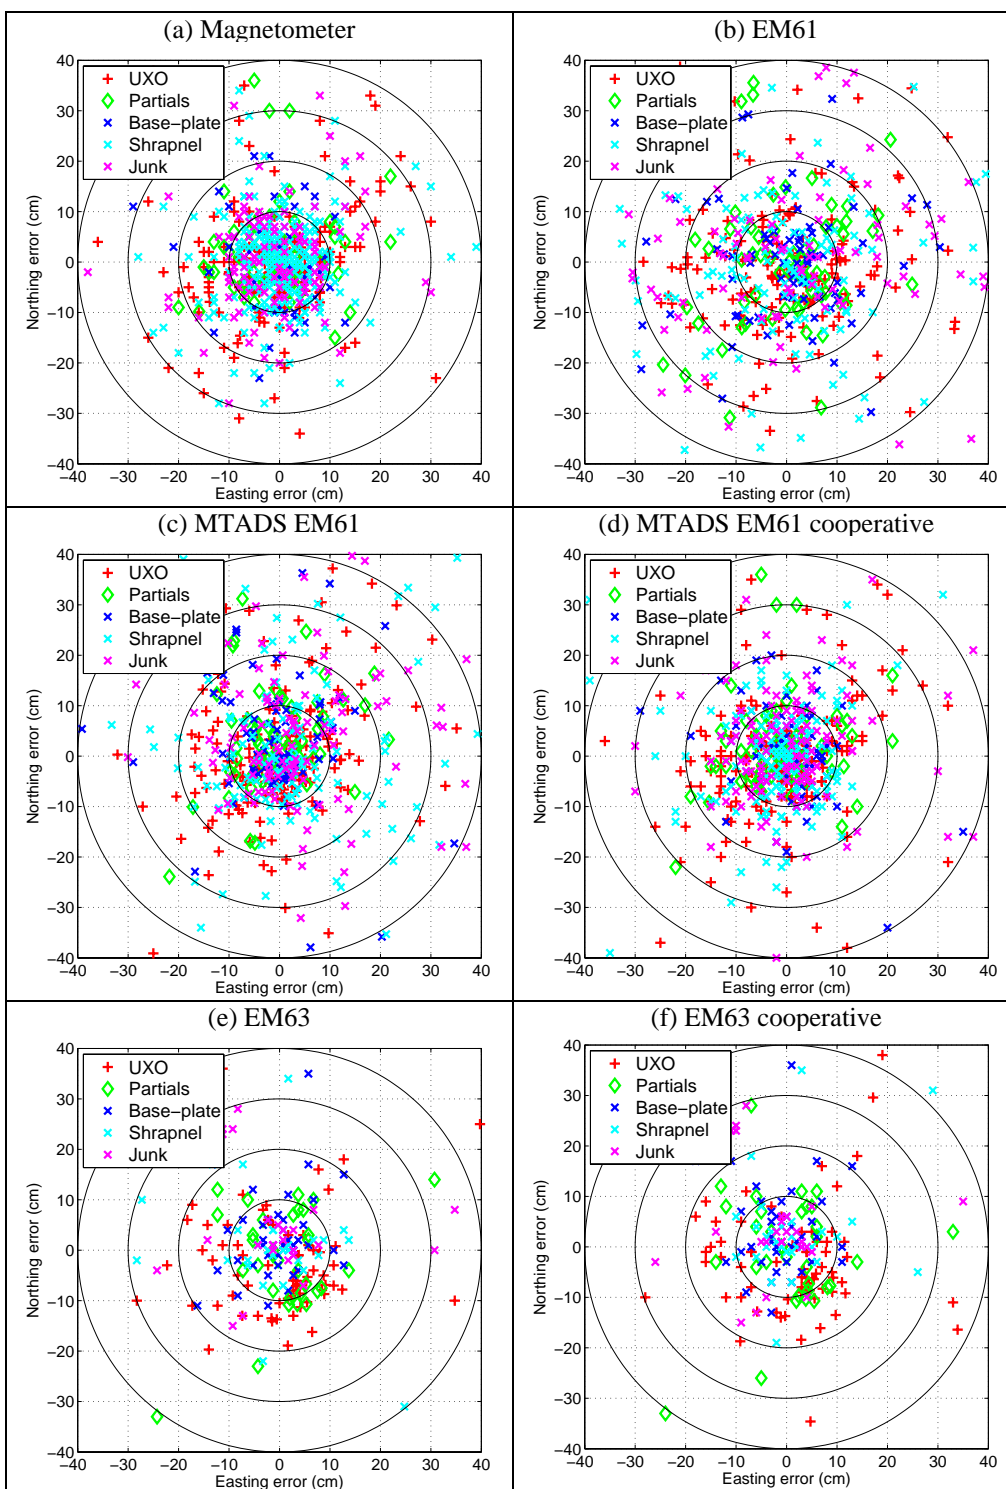 (a) Magnetometer
40
30
20
10
0
−10
−20
−30
−40
Northing error (cm)
UXO
Partials
Base−plate
Shrapnel
Junk
−40 −30 −20 −10 0 10 20 30 40
Easting error (cm)
(b) EM61
40
30
20
10
0
−10
−20
−30
−40
Northing error (cm)
UXO
Partials
Base−plate
Shrapnel
Junk
−40 −30 −20 −10 0 10 20 30 40
Easting error (cm)
(c) MTADS EM61
40
30
20
10
0
−10
−20
−30
−40
Northing error (cm)
UXO
Partials
Base−plate
Shrapnel
Junk
−40 −30 −20 −10 0 10 20 30 40
Easting error (cm)
(d) MTADS EM61 cooperative
40
30
20
10
0
−10
−20
−30
−40
Northing error (cm)
UXO
Partials
Base−plate
Shrapnel
Junk
−40 −30 −20 −10 0 10 20 30 40
Easting error (cm)
(e) EM63
40
30
20
10
0
−10
−20
−30
−40
Northing error (cm)
UXO
Partials
Base−plate
Shrapnel
Junk
−40 −30 −20 −10 0 10 20 30 40
Easting error (cm)
(f) EM63 cooperative
40
30
20
10
0
−10
−20
−30
−40
Northing error (cm)
UXO
Partials
Base−plate
Shrapnel
Junk
−40 −30 −20 −10 0 10 20 30 40
Easting error (cm)